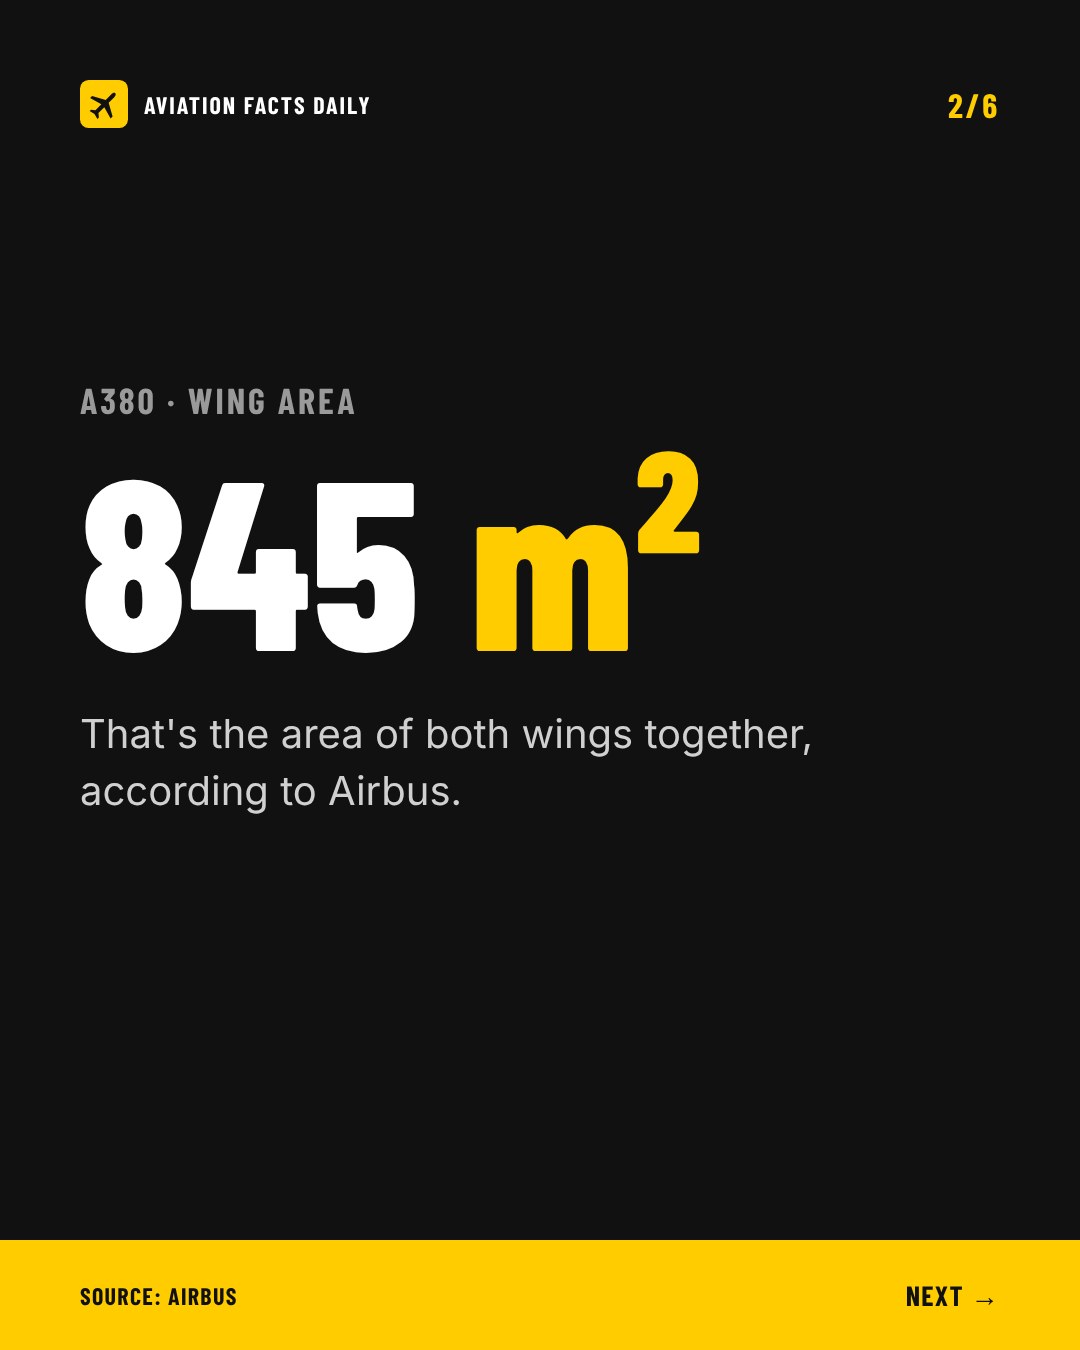 AVIATION FACTS DAILY
2/6
A380 · WING AREA
845 m²
That's the area of both wings together,
according to Airbus.
SOURCE: AIRBUS
NEXT →